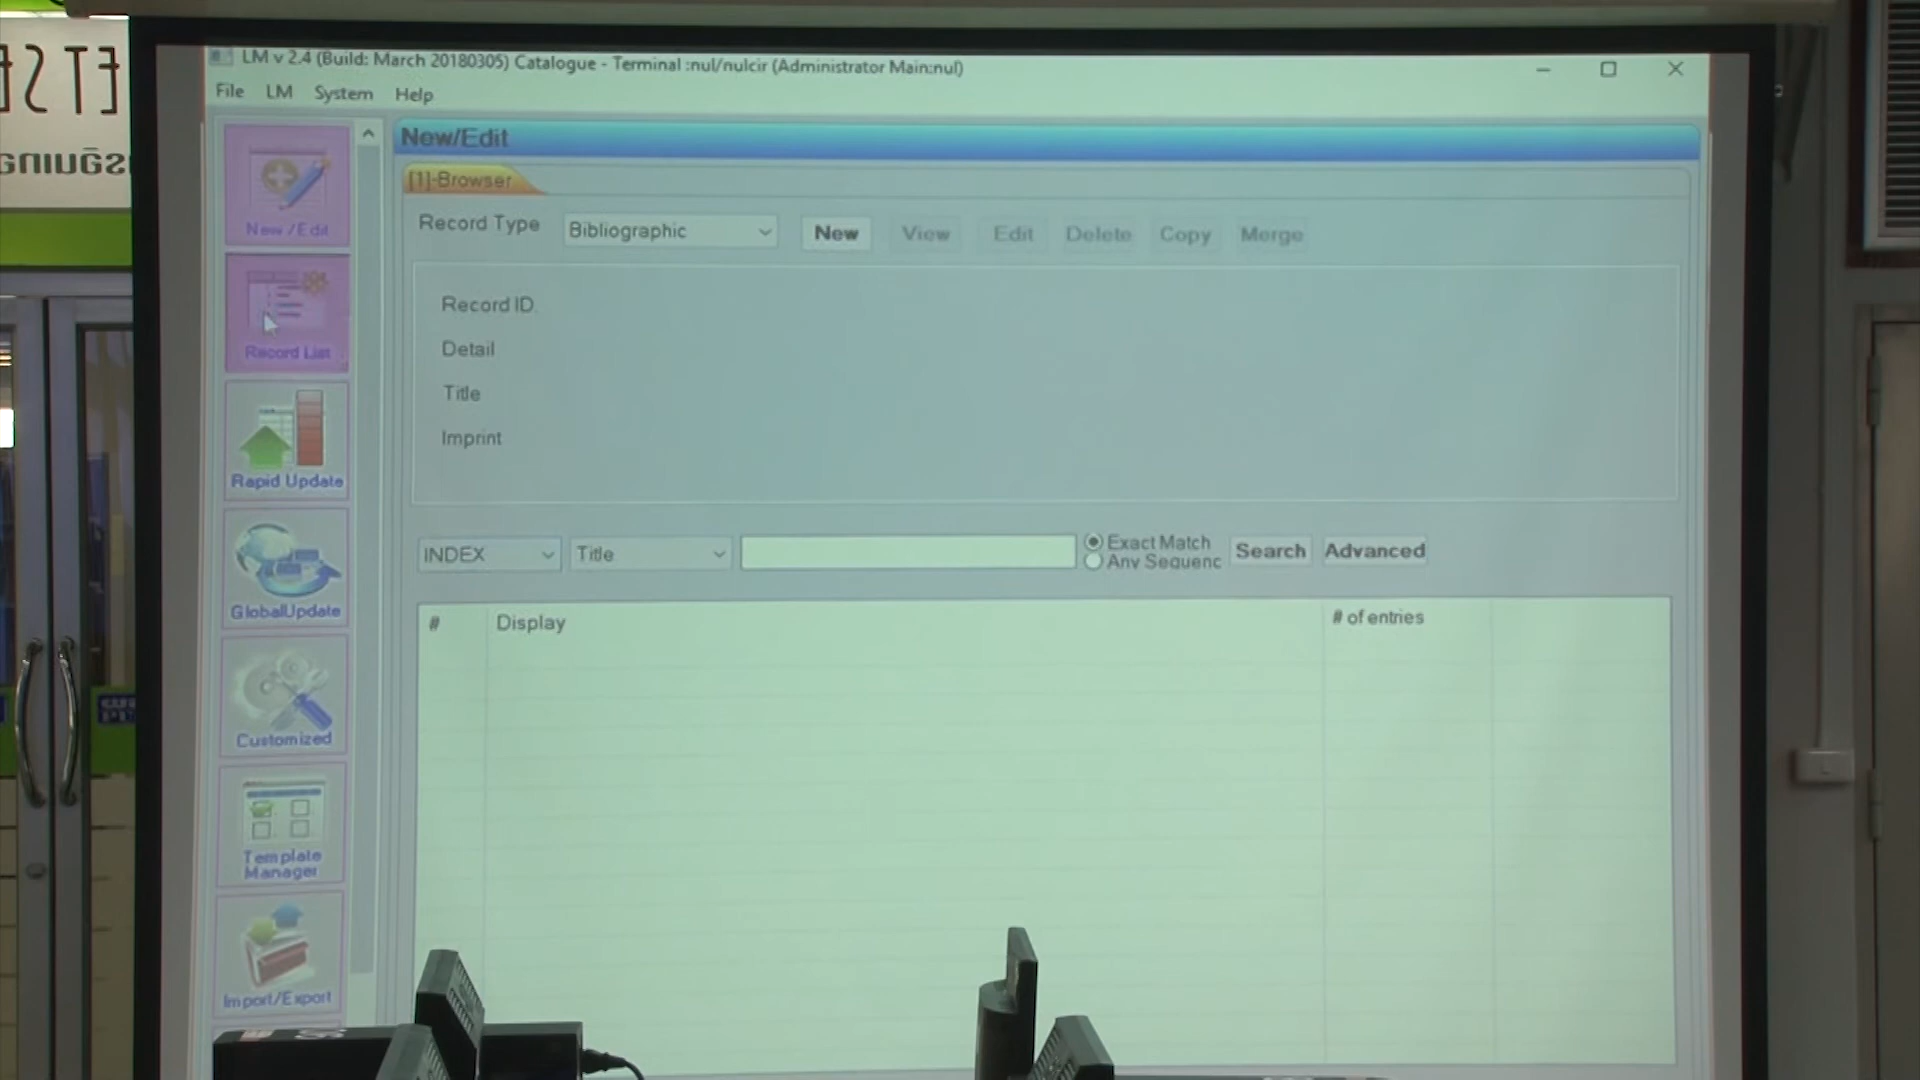 LM v 2.4 (Build: March 20180305) Catalogue - Terminal :nul/nulcir (Administrator Main:nul)
File LM System Help
New/Edit
[1]-Browser
Record Type Bibliographic New View Edit Delete Copy Merge
Record ID.
Detail
Title
Imprint
INDEX Title Exact Match Search Advanced
Any Sequenc
# Display # of entries
New/Edit
Record List
Rapid Update
GlobalUpdate
Customized
Template
Manager
Import/Export